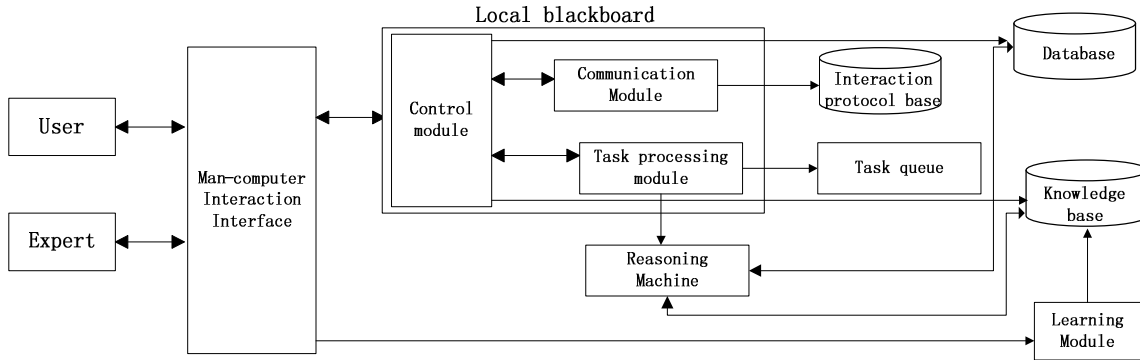 Local blackboard
Database
Communication
Module
Interaction
protocol base
Control
module
User
Man-computer
Interaction
Interface
Task processing
module
Task queue
Knowledge
base
Expert
Reasoning
Machine
Learning
Module